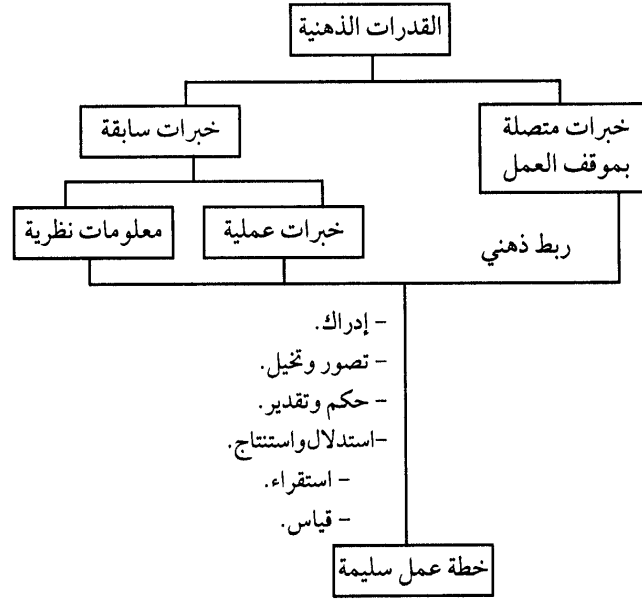 القدرات الذهنية
خبرات متصلة
بموقف العمل
خبرات سابقة
خبرات عملية
معلومات نظرية
ربط ذهني
- إدراك.
- تصور وتخيل.
- حكم وتقدير.
-استدلال واستنتاج.
- استقراء.
- قياس.
خطة عمل سليمة